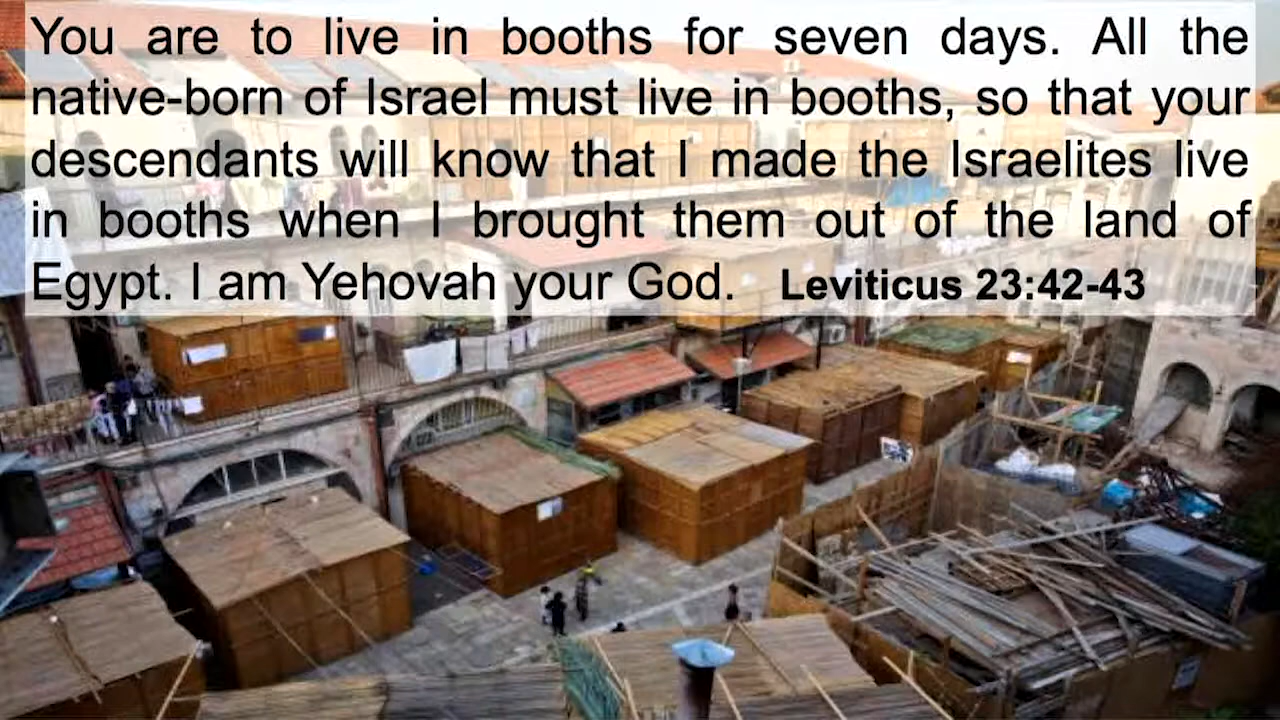 You are to live in booths for seven days. All the
native-born of Israel must live in booths, so that your
descendants will know that I made the Israelites live
in booths when I brought them out of the land of
Egypt. I am Yehovah your God. Leviticus 23:42-43